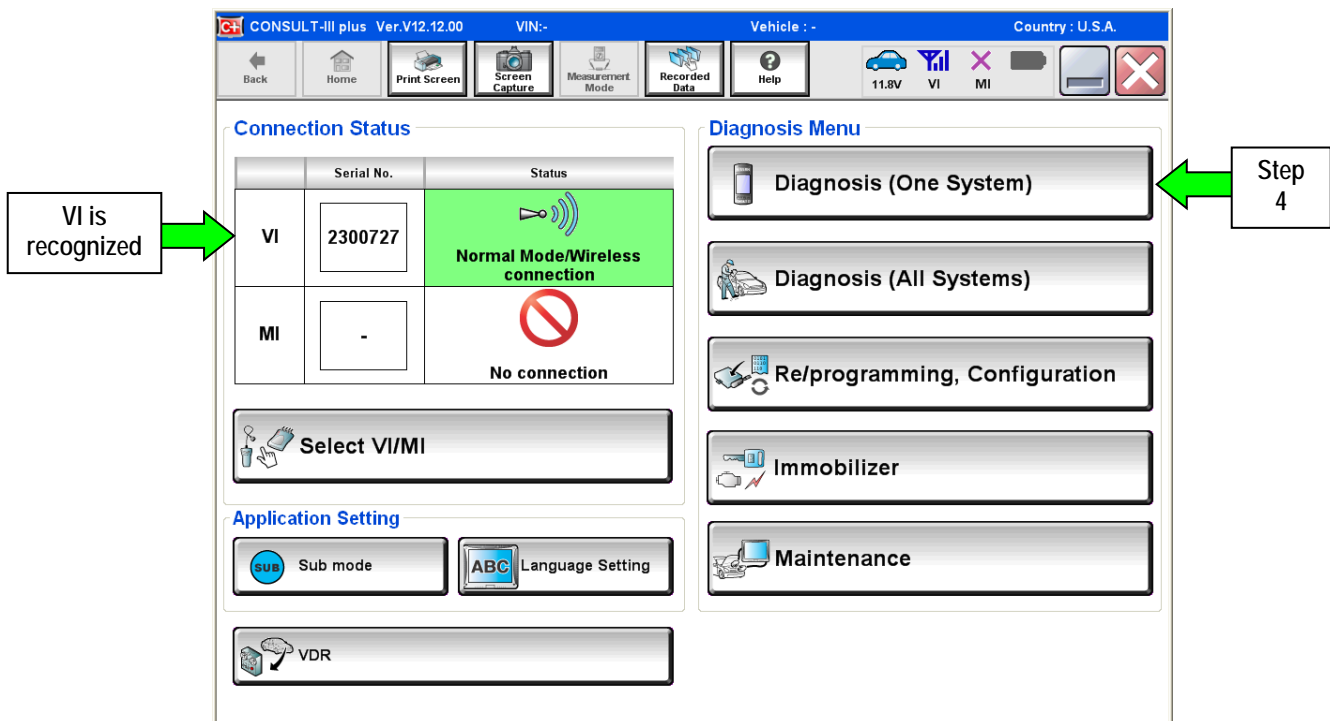 C+ CONSULT-III plus Ver.V12.12.00 VIN:- Vehicle : - Country : U.S.A.
Back
Home
Print Screen
Screen
Capture
Measurement
Mode
Recorded
Data
Help
11.8V
VI
MI
Connection Status
Serial No. Status
VI 2300727
Normal Mode/Wireless
connection
MI -
No connection
Select VI/MI
Application Setting
SUB Sub mode
ABC Language Setting
VDR
Diagnosis Menu
Diagnosis (One System)
Diagnosis (All Systems)
Re/programming, Configuration
Immobilizer
Maintenance
VI is
recognized
Step
4